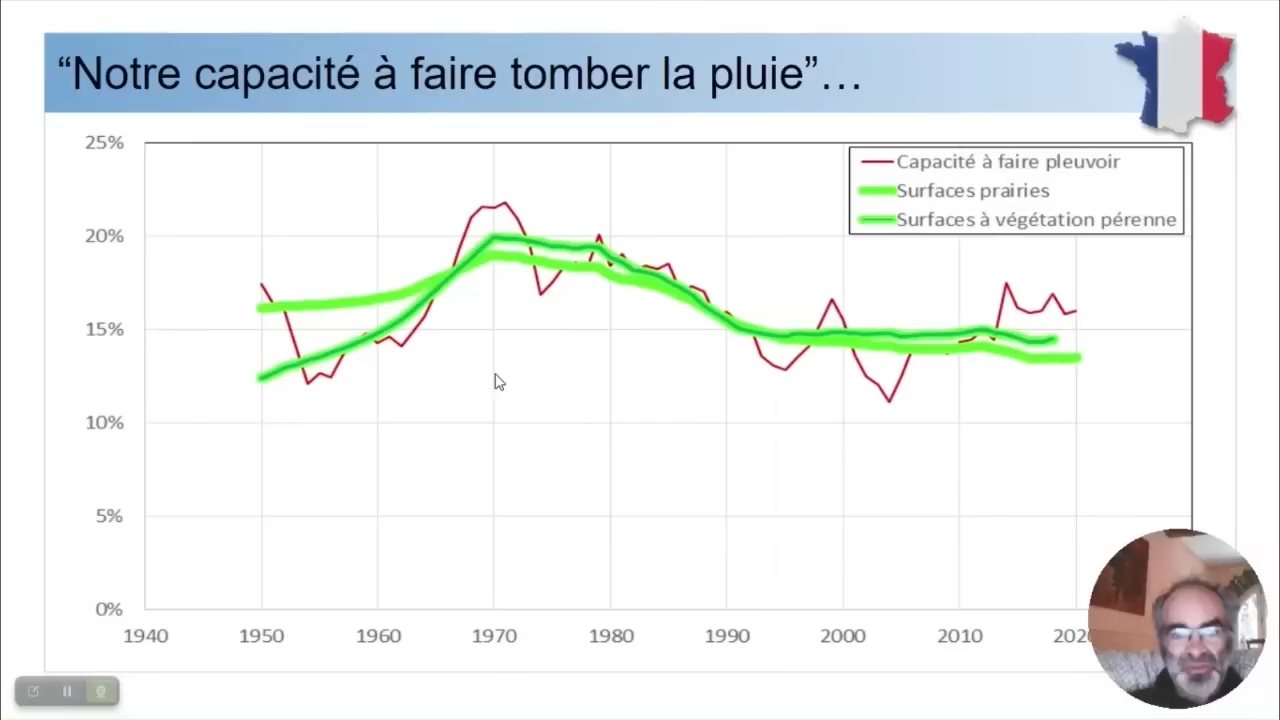 “Notre capacité à faire tomber la pluie”…
25%
Capacité à faire pleuvoir
Surfaces prairies
Surfaces à végétation pérenne
20%
15%
10%
5%
0%
1940 1950 1960 1970 1980 1990 2000 2010 202